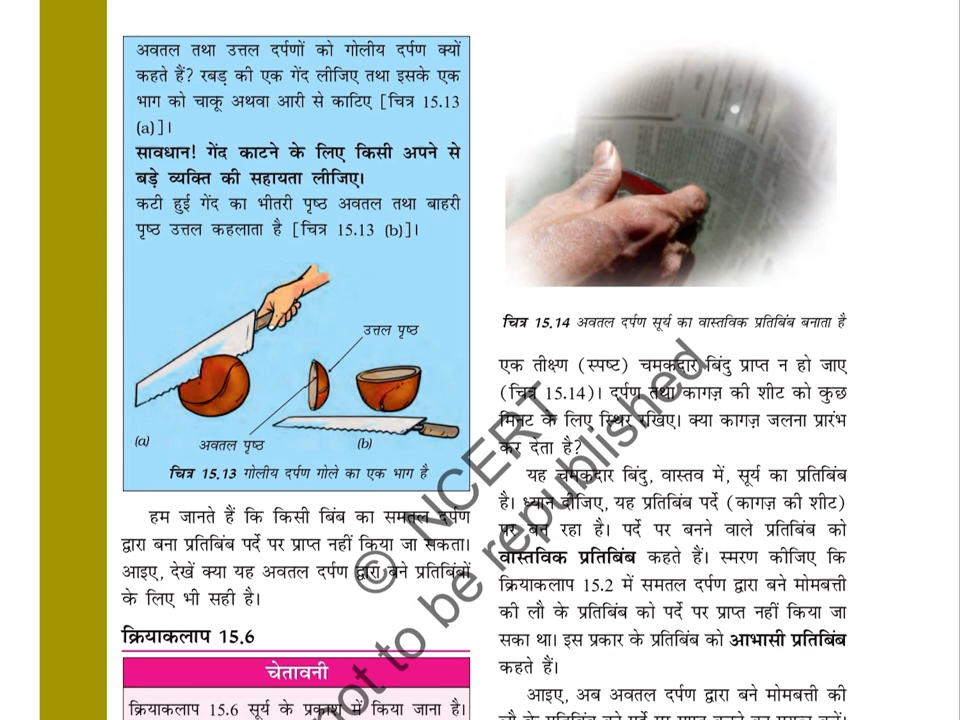 अवतल तथा उत्तल दर्पणों को गोलीय दर्पण क्यों
कहते हैं? रबड़ की एक गेंद लीजिए तथा इसके एक
भाग को चाकू अथवा आरी से काटिए [चित्र 15.13
(a)]।
सावधान! गेंद काटने के लिए किसी अपने से
बड़े व्यक्ति की सहायता लीजिए।
कटी हुई गेंद का भीतरी पृष्ठ अवतल तथा बाहरी
पृष्ठ उत्तल कहलाता है [चित्र 15.13 (b)]।
उत्तल पृष्ठ
(a)
अवतल पृष्ठ
(b)
चित्र 15.13 गोलीय दर्पण गोले का एक भाग है
हम जानते हैं कि किसी बिंब का समतल दर्पण
द्वारा बना प्रतिबिंब पर्दे पर प्राप्त नहीं किया जा सकता।
आइए, देखें क्या यह अवतल दर्पण द्वारा बने प्रतिबिंबों
के लिए भी सही है।
क्रियाकलाप 15.6
चेतावनी
क्रियाकलाप 15.6 सूर्य के प्रकाश में किया जाना है।
चित्र 15.14 अवतल दर्पण सूर्य का वास्तविक प्रतिबिंब बनाता है
एक तीक्ष्ण (स्पष्ट) चमकदार बिंदु प्राप्त न हो जाए
(चित्र 15.14)। दर्पण तथा कागज़ की शीट को कुछ
मिनट के लिए स्थिर रखिए। क्या कागज़ जलना प्रारंभ
कर देता है?
यह चमकदार बिंदु, वास्तव में, सूर्य का प्रतिबिंब
है। ध्यान दीजिए, यह प्रतिबिंब पर्दे (कागज़ की शीट)
पर बन रहा है। पर्दे पर बनने वाले प्रतिबिंब को
वास्तविक प्रतिबिंब कहते हैं। स्मरण कीजिए कि
क्रियाकलाप 15.2 में समतल दर्पण द्वारा बने मोमबत्ती
की लौ के प्रतिबिंब को पर्दे पर प्राप्त नहीं किया जा
सका था। इस प्रकार के प्रतिबिंब को आभासी प्रतिबिंब
कहते हैं।
आइए, अब अवतल दर्पण द्वारा बने मोमबत्ती की
© NCERT
not to be republished